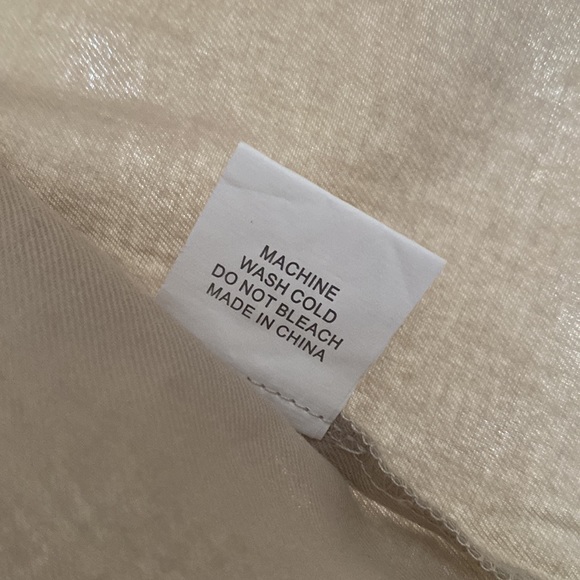 MACHINE
WASH COLD
DO NOT BLEACH
MADE IN CHINA